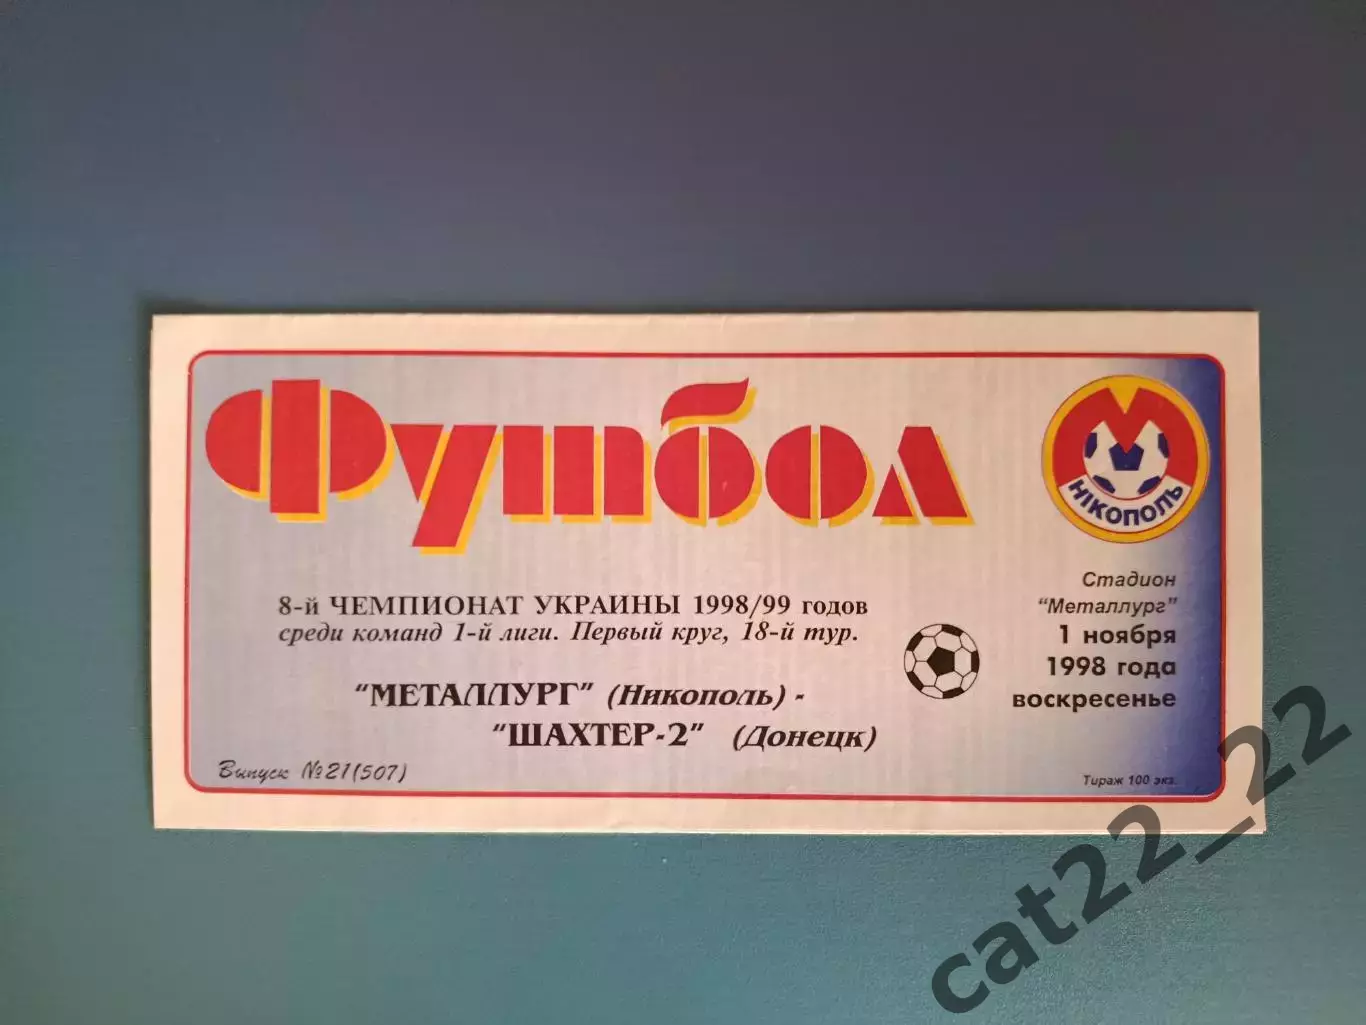 Футбол
М
НІКОПОЛЬ
8-й ЧЕМПИОНАТ УКРАИНЫ 1998/99 годов
среди команд 1-й лиги. Первый круг, 18-й тур.
"МЕТАЛЛУРГ" (Никополь) -
"ШАХТЕР-2" (Донецк)
Выпуск №21(507)
Стадион
"Металлург"
1 ноября
1998 года
воскресенье
Тираж 100 экз.
cat22_22